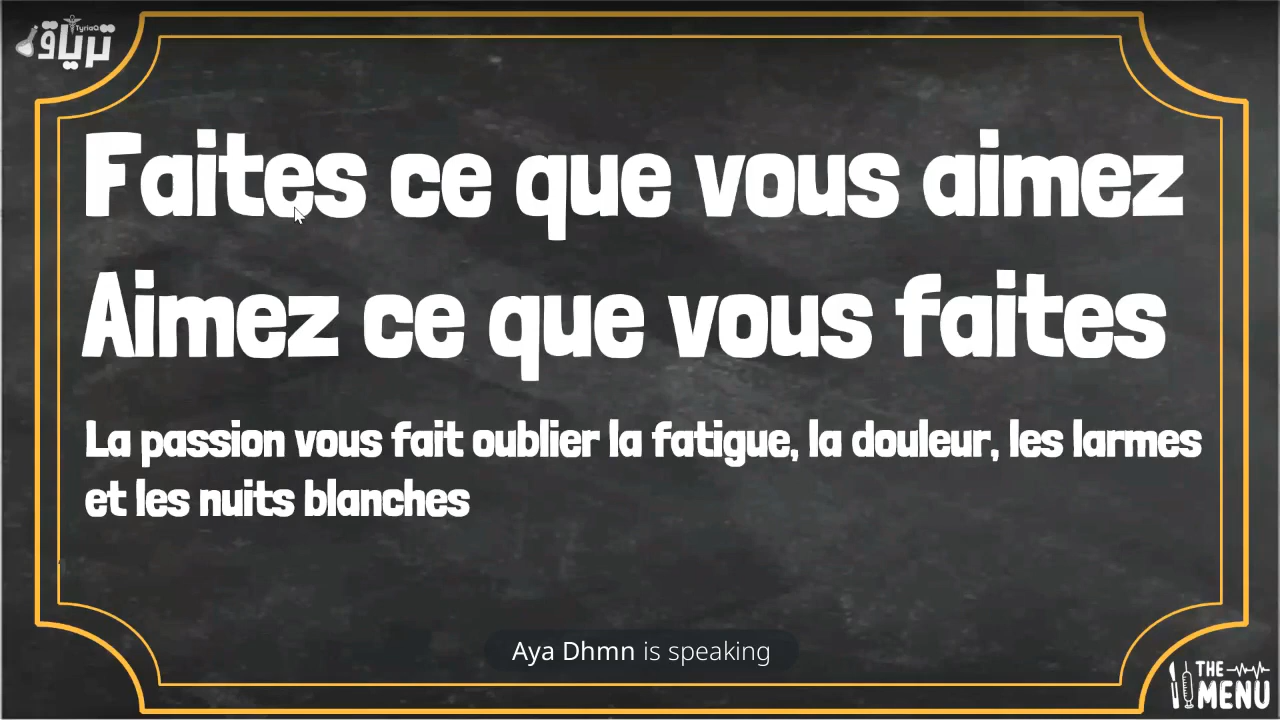 ترياق
TyriaQ
Faites ce que vous aimez
Aimez ce que vous faites
La passion vous fait oublier la fatigue, la douleur, les larmes
et les nuits blanches
Aya Dhmn is speaking
THE
MENU